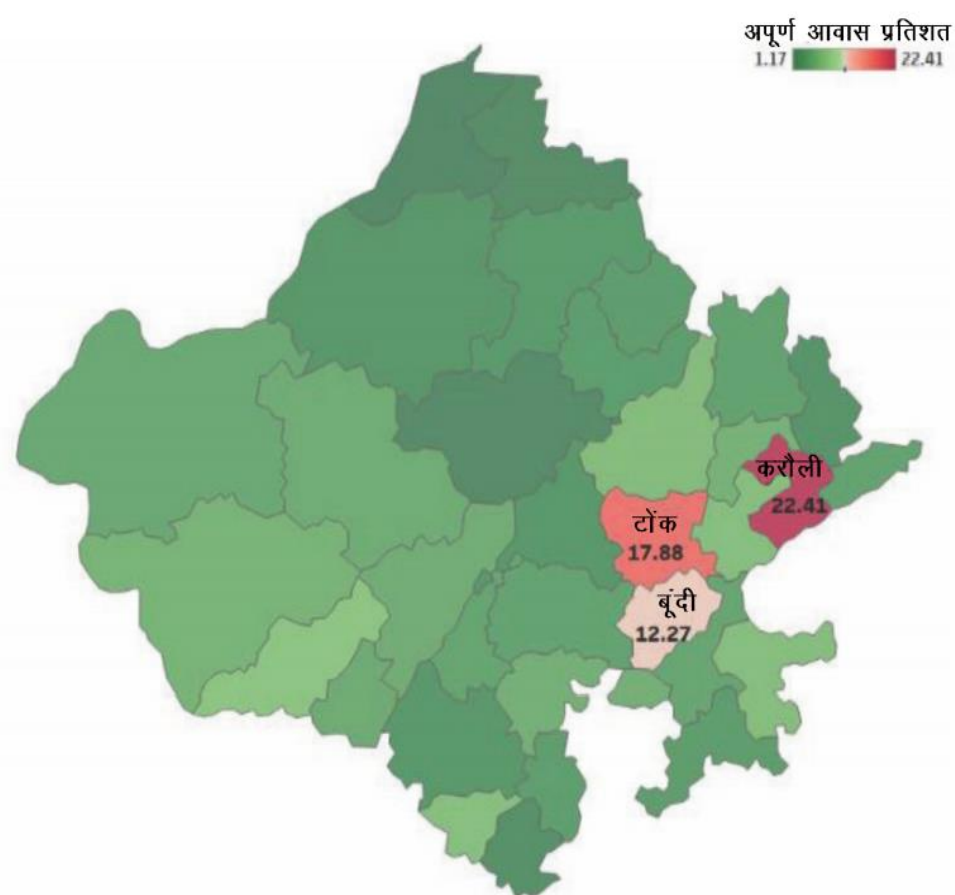 अपूर्ण आवास प्रतिशत
1.17 22.41
करौली
22.41
टोंक
17.88
बूंदी
12.27